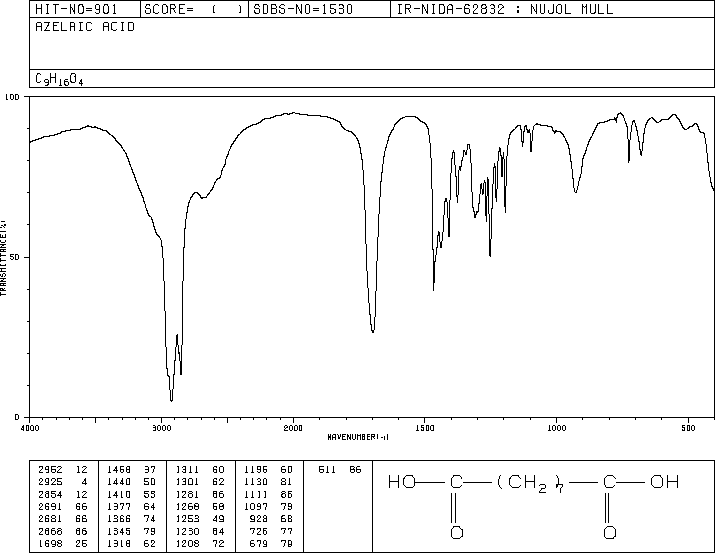 HIT-NO=901 SCORE= ( ) SDBS-NO=1530 IR-NIDA-62832 : NUJOL MULL
AZELAIC ACID
C9H16O4
100
50
0
TRANSMITTANCE(%)
4000 3000 2000 1500 1000 500
WAVENUMBER(-1)
2952 12 1468 37 1311 60 1196 60 611 86
2925 4 1440 50 1301 62 1130 81
2854 12 1410 55 1281 66 1111 86
2691 66 1377 64 1268 58 1097 79
2681 66 1366 74 1253 49 928 68
2668 66 1345 79 1230 64 726 77
1698 25 1318 62 1208 72 679 79
HO C (CH2)7 C OH
O O